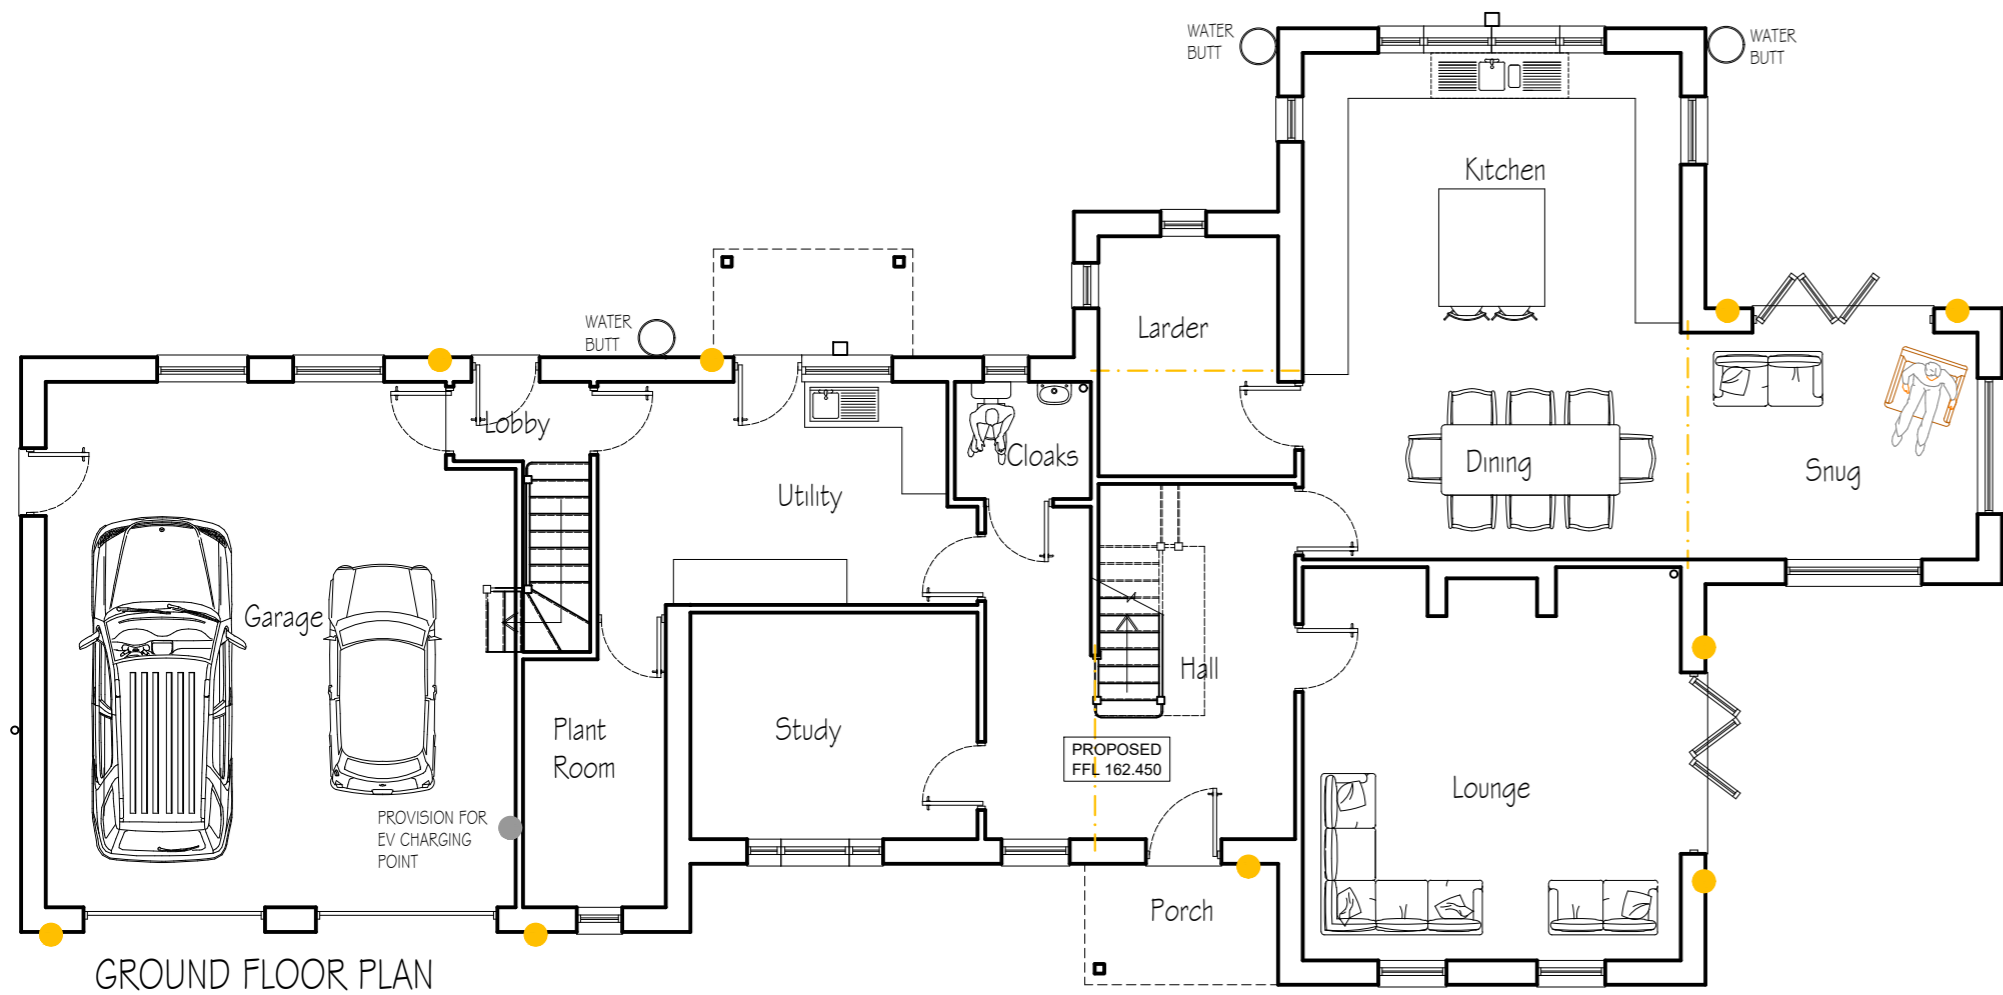 WATER
BUTT
WATER
BUTT
Kitchen
Larder
WATER
BUTT
Lobby
Cloaks
Dining
Snug
Utility
Garage
Hall
Plant
Room
Study
PROPOSED
FFL 162.450
Lounge
PROVISION FOR
EV CHARGING
POINT
Porch
GROUND FLOOR PLAN